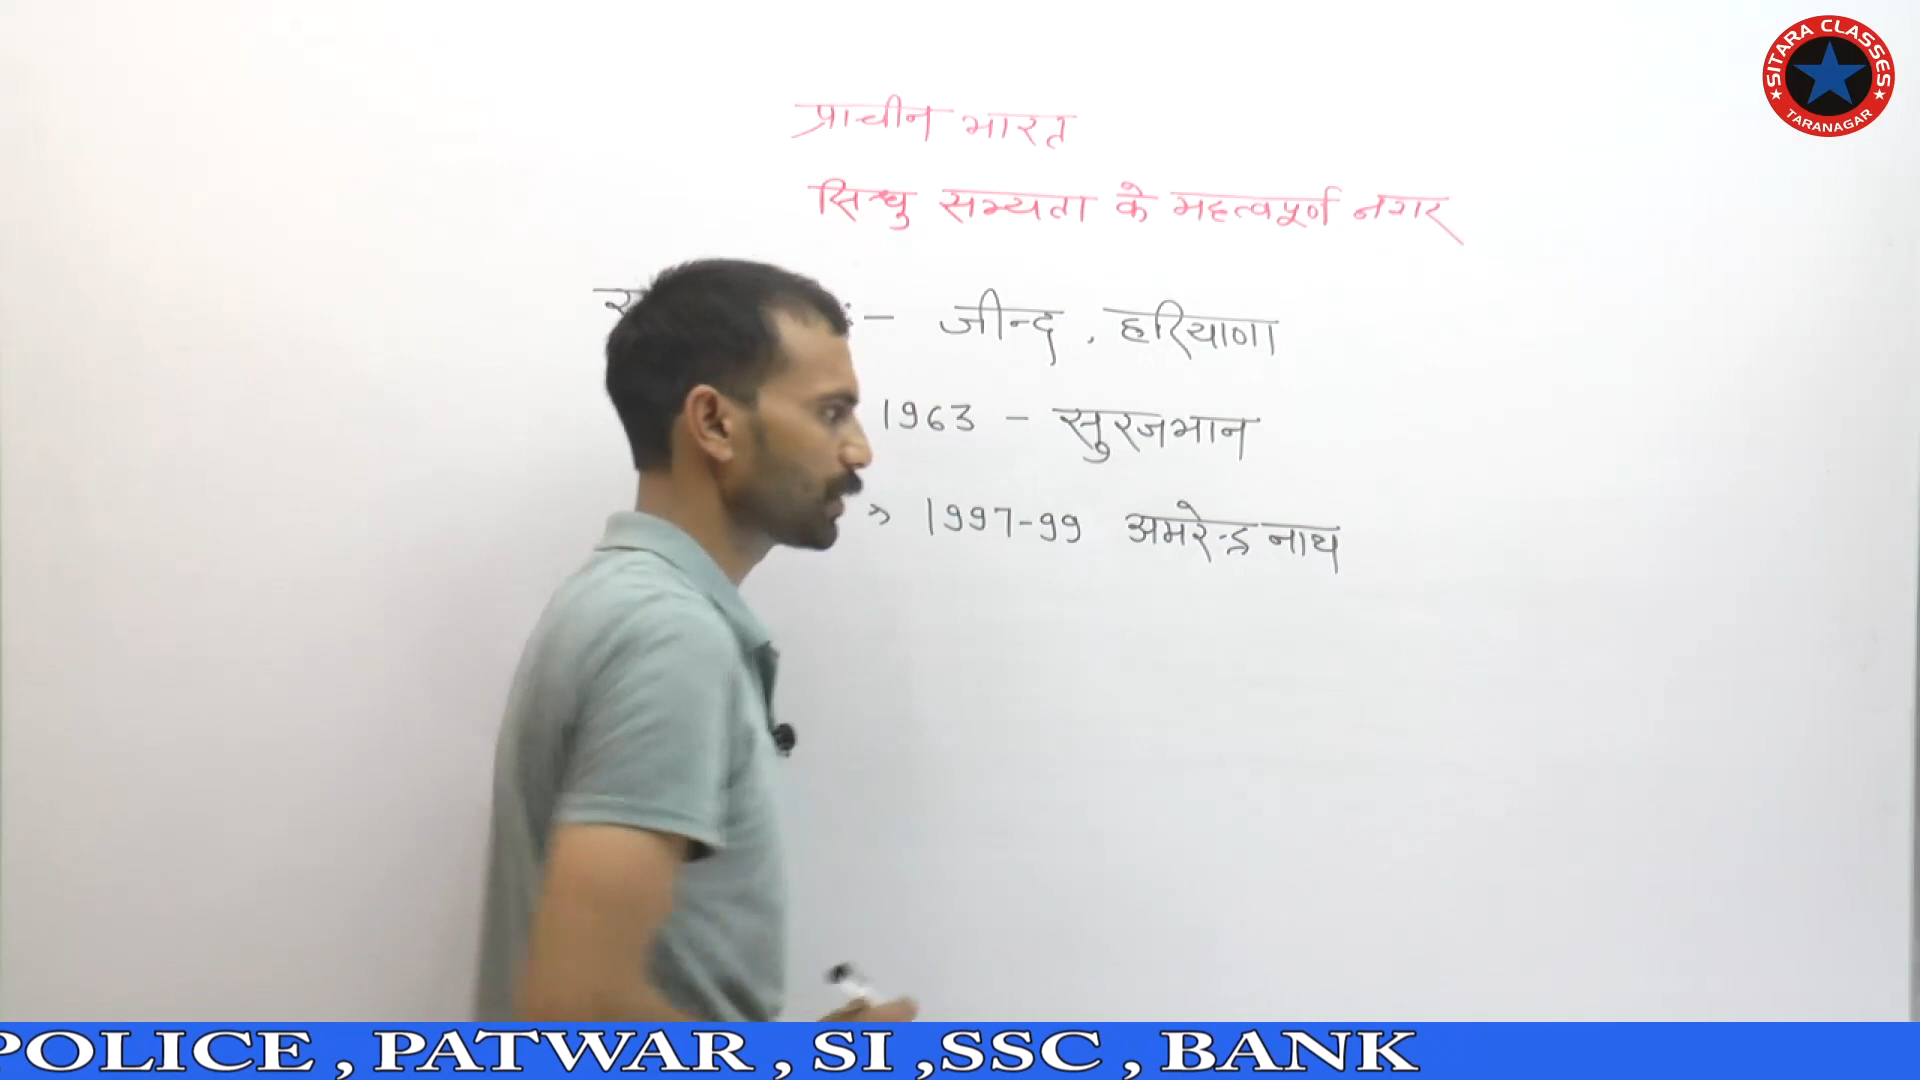 SITARA CLASSES
TARANAGAR
प्राचीन भारत
सिन्धु सभ्यता के महत्वपूर्ण नगर
:- जीन्द, हरियाणा
1963 - सुरजभान
1997-99 अमरेन्द्र नाथ
POLICE , PATWAR , SI ,SSC , BANK